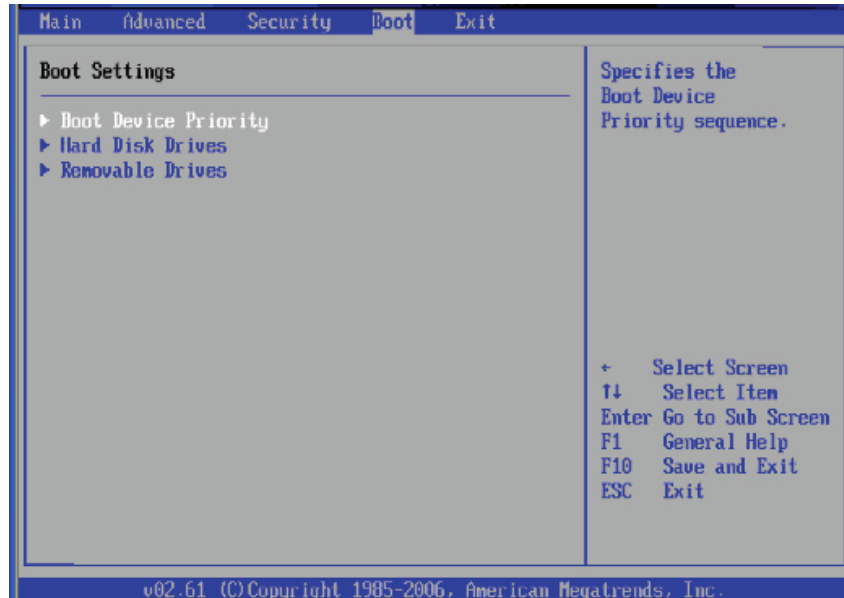 Main Advanced Security Boot Exit
Boot Settings
▶ Boot Device Priority
▶ Hard Disk Drives
▶ Removable Drives
Specifies the
Boot Device
Priority sequence.
← Select Screen
↑↓ Select Item
Enter Go to Sub Screen
F1 General Help
F10 Save and Exit
ESC Exit
v02.61 (C)Copyright 1985-2006, American Megatrends, Inc.